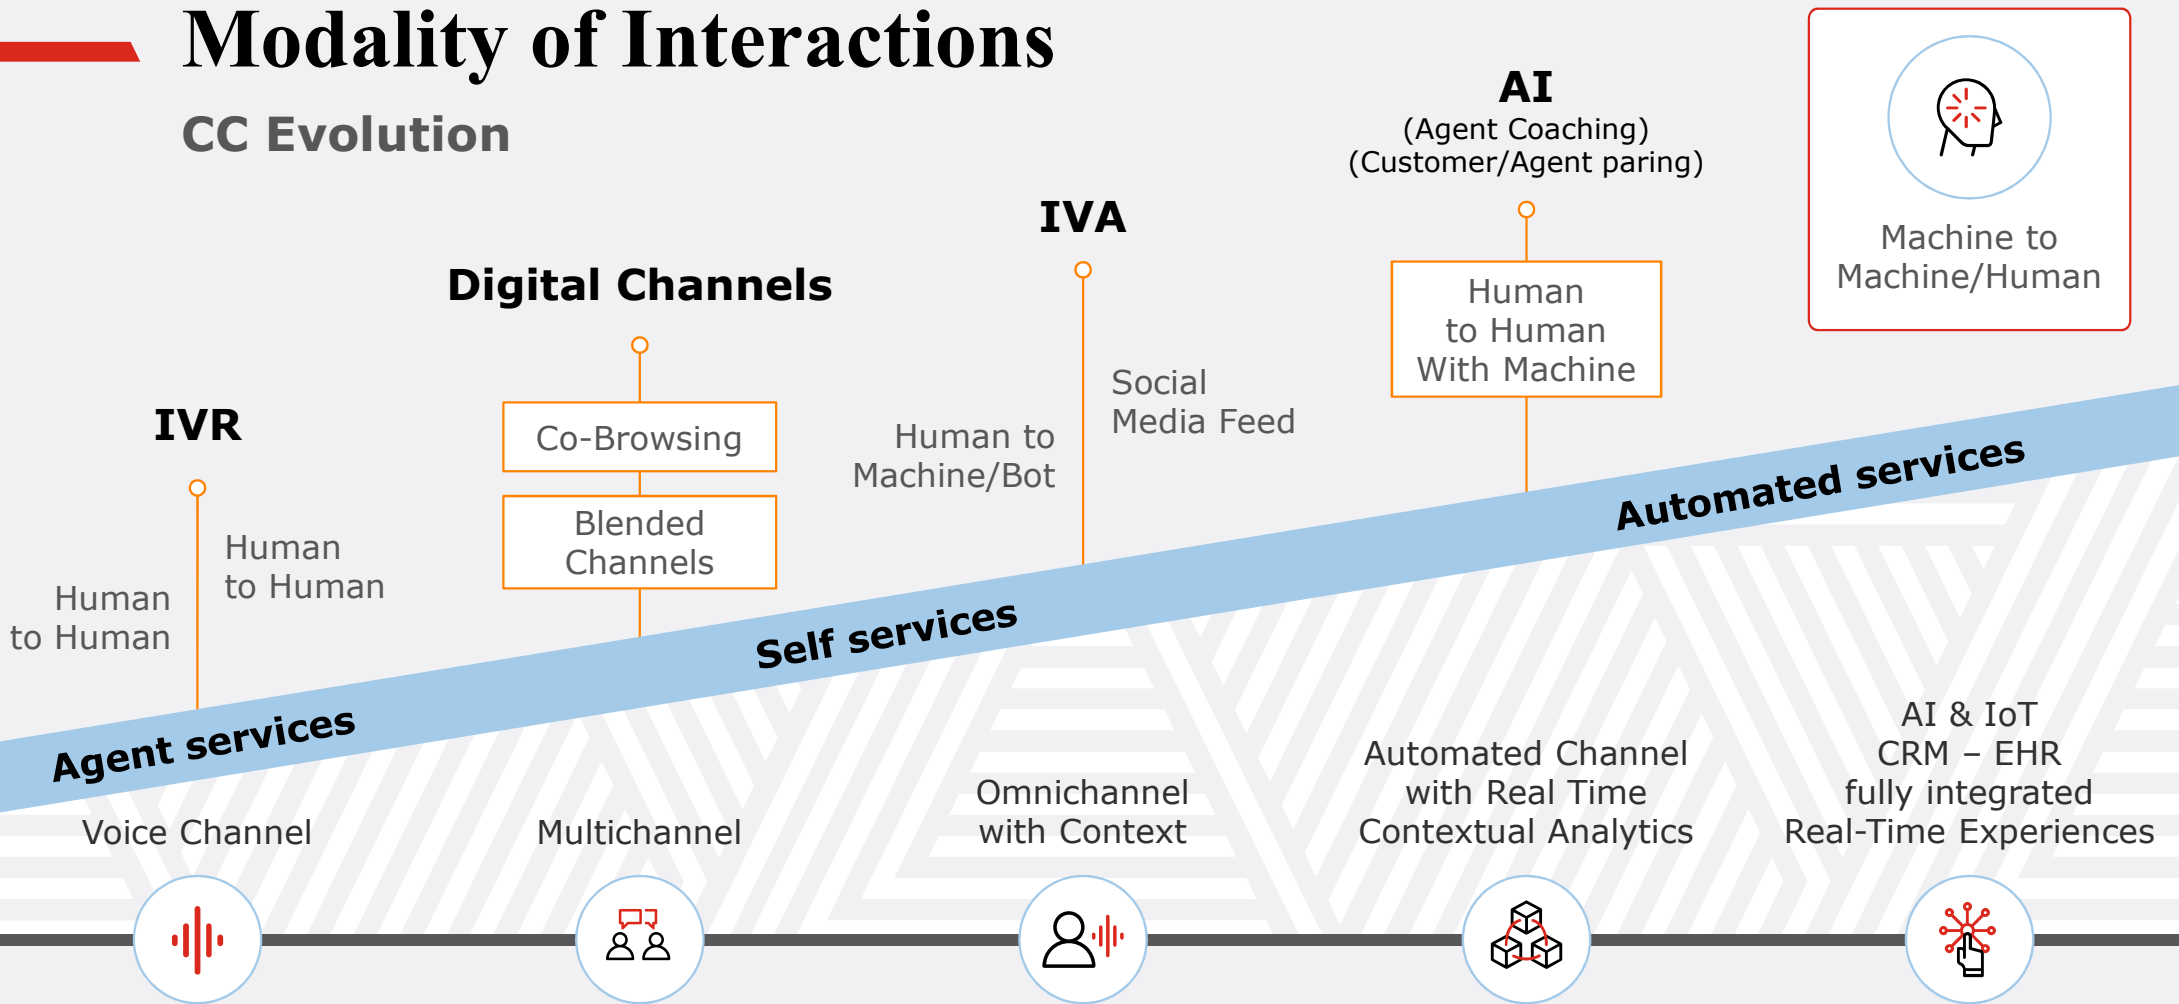 Modality of Interactions
CC Evolution
IVR
Human
to Human
Human
to Human
Digital Channels
Co-Browsing
Blended
Channels
IVA
Human to
Machine/Bot
Social
Media Feed
AI
(Agent Coaching)
(Customer/Agent paring)
Human
to Human
With Machine
Machine to
Machine/Human
Agent services
Self services
Automated services
Voice Channel
Multichannel
Omnichannel
with Context
Automated Channel
with Real Time
Contextual Analytics
AI & IoT
CRM – EHR
fully integrated
Real-Time Experiences